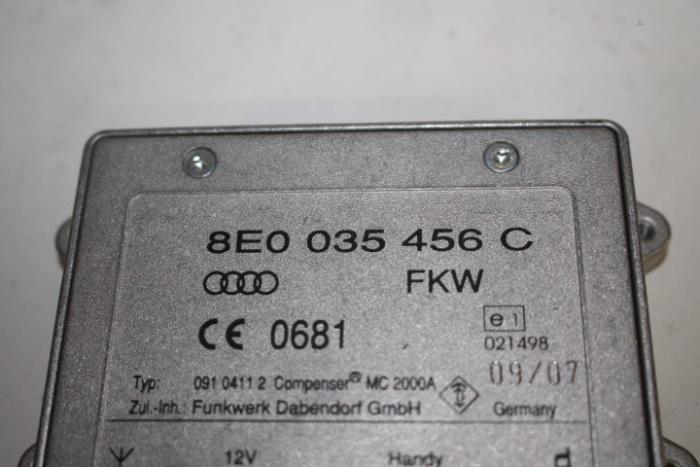 8E0 035 456 C
FKW
CE 0681
e1
021498
09/07
Typ: 091 0411 2 Compenser® MC 2000A
Zul.-Inh.: Funkwerk Dabendorf GmbH Germany
12V Handy